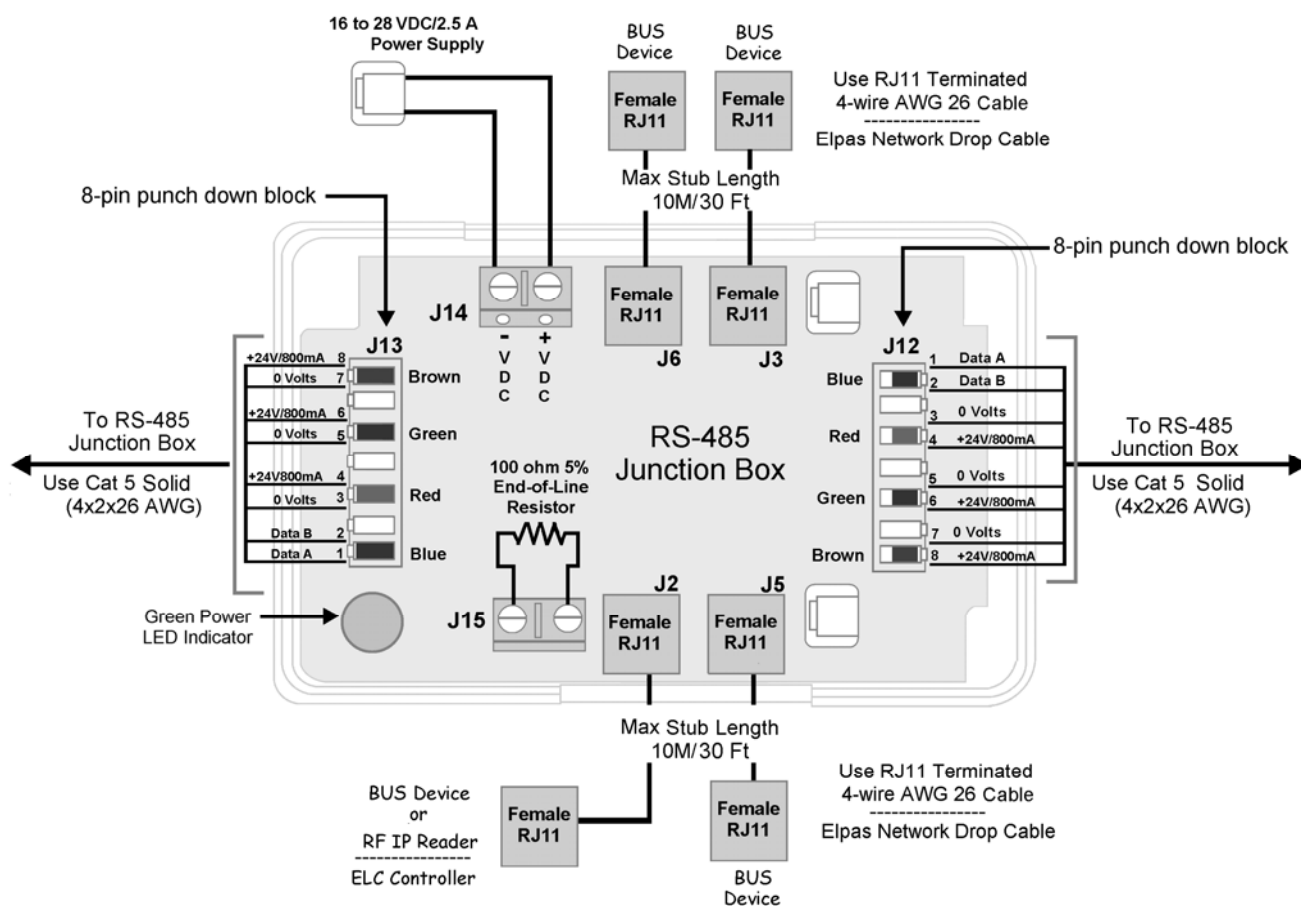 16 to 28 VDC/2.5 A
Power Supply
BUS
Device
BUS
Device
Female
RJ11
Female
RJ11
Use RJ11 Terminated
4-wire AWG 26 Cable
----------------
Elpas Network Drop Cable
Max Stub Length
10M/30 Ft
8-pin punch down block
8-pin punch down block
J14
-
V
D
C
+
V
D
C
Female
RJ11
J6
Female
RJ11
J3
J13
+24V/800mA 8
0 Volts 7
Brown
+24V/800mA 6
0 Volts 5
Green
+24V/800mA 4
0 Volts 3
Red
Data B 2
Data A 1
Blue
To RS-485
Junction Box
Use Cat 5 Solid
(4x2x26 AWG)
RS-485
Junction Box
J12
1 Data A
Blue
2 Data B
3 0 Volts
Red
4 +24V/800mA
5 0 Volts
Green
6 +24V/800mA
7 0 Volts
Brown
8 +24V/800mA
To RS-485
Junction Box
Use Cat 5 Solid
(4x2x26 AWG)
100 ohm 5%
End-of-Line
Resistor
J15
Green Power
LED Indicator
J2
Female
RJ11
J5
Female
RJ11
Max Stub Length
10M/30 Ft
BUS Device
or
RF IP Reader
----------------
ELC Controller
Female
RJ11
Female
RJ11
BUS
Device
Use RJ11 Terminated
4-wire AWG 26 Cable
----------------
Elpas Network Drop Cable